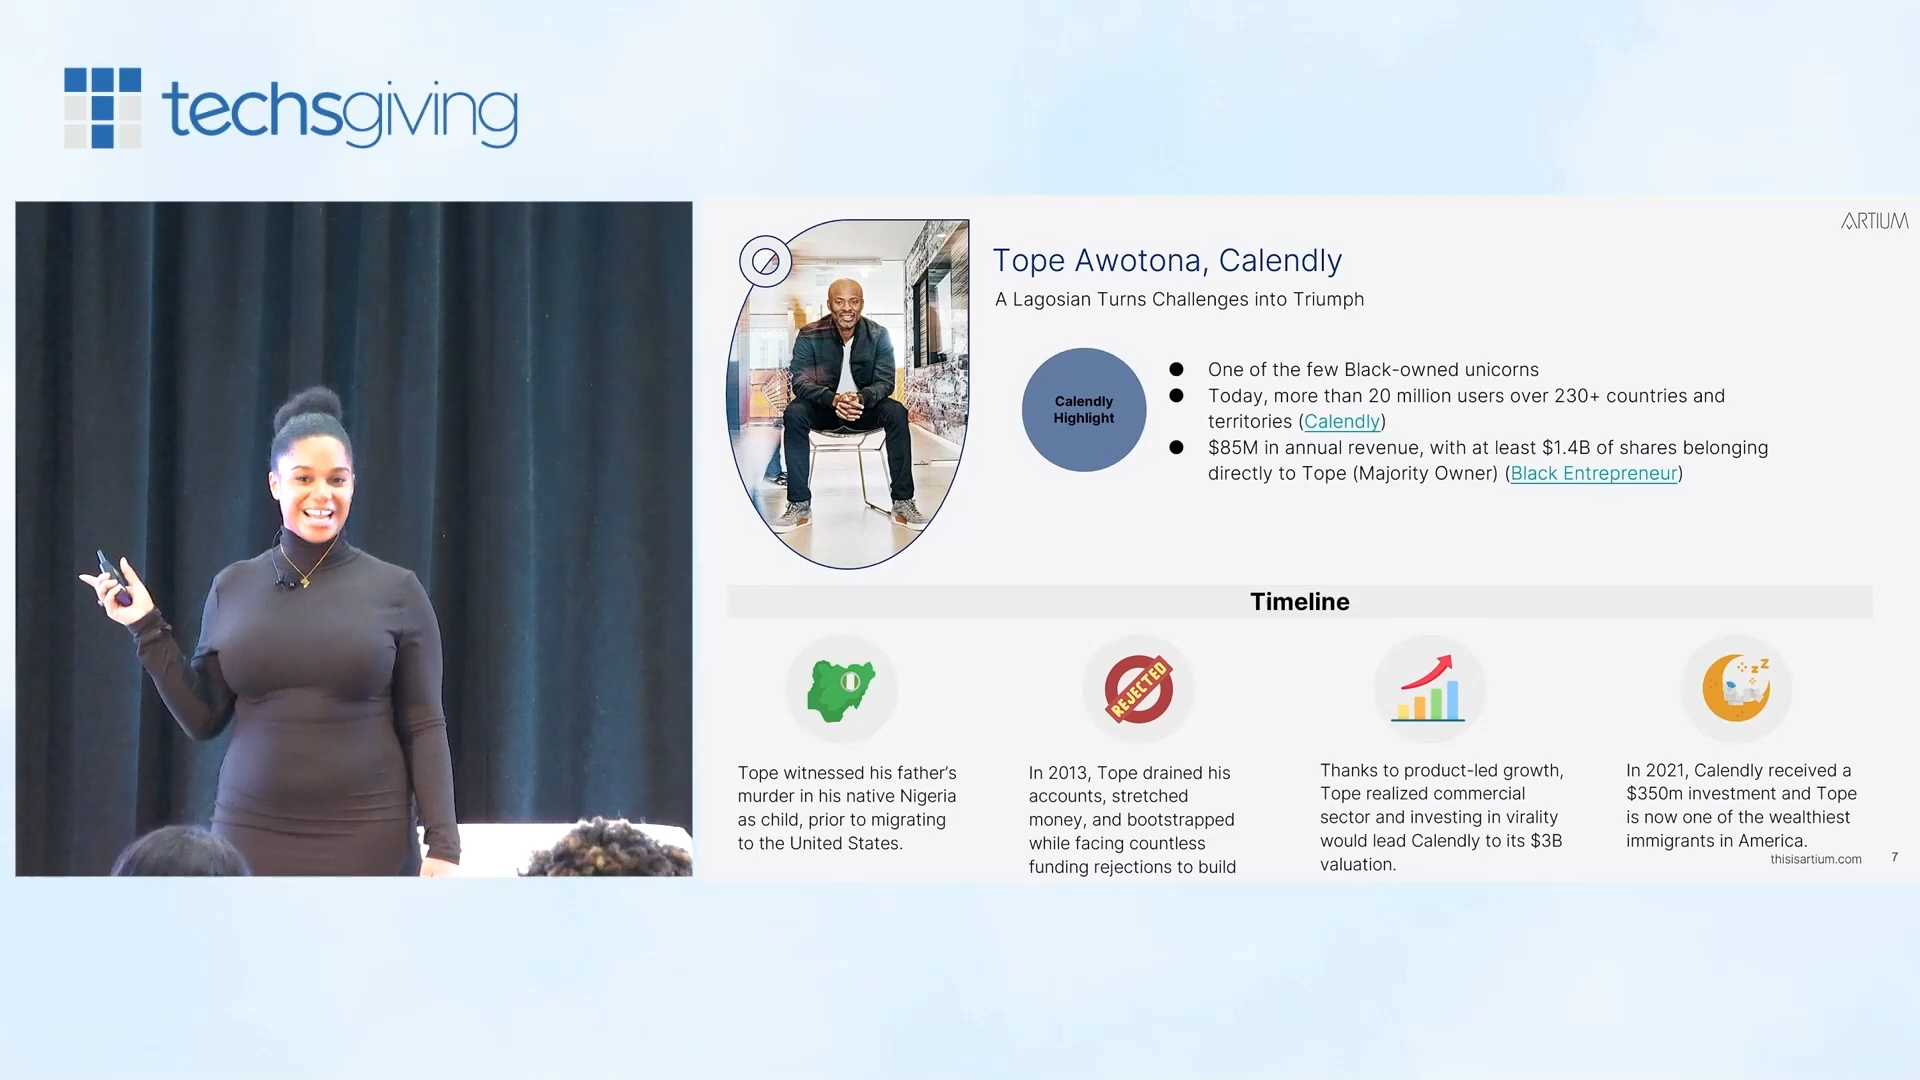 techsgiving
ARTIUM
Tope Awotona, Calendly
A Lagosian Turns Challenges into Triumph
Calendly
Highlight
● One of the few Black-owned unicorns
● Today, more than 20 million users over 230+ countries and
territories (Calendly)
● $85M in annual revenue, with at least $1.4B of shares belonging
directly to Tope (Majority Owner) (Black Entrepreneur)
Timeline
REJECTED
z z
Tope witnessed his father’s
murder in his native Nigeria
as child, prior to migrating
to the United States.
In 2013, Tope drained his
accounts, stretched
money, and bootstrapped
while facing countless
funding rejections to build
Thanks to product-led growth,
Tope realized commercial
sector and investing in virality
would lead Calendly to its $3B
valuation.
In 2021, Calendly received a
$350m investment and Tope
is now one of the wealthiest
immigrants in America.
thisisartium.com 7